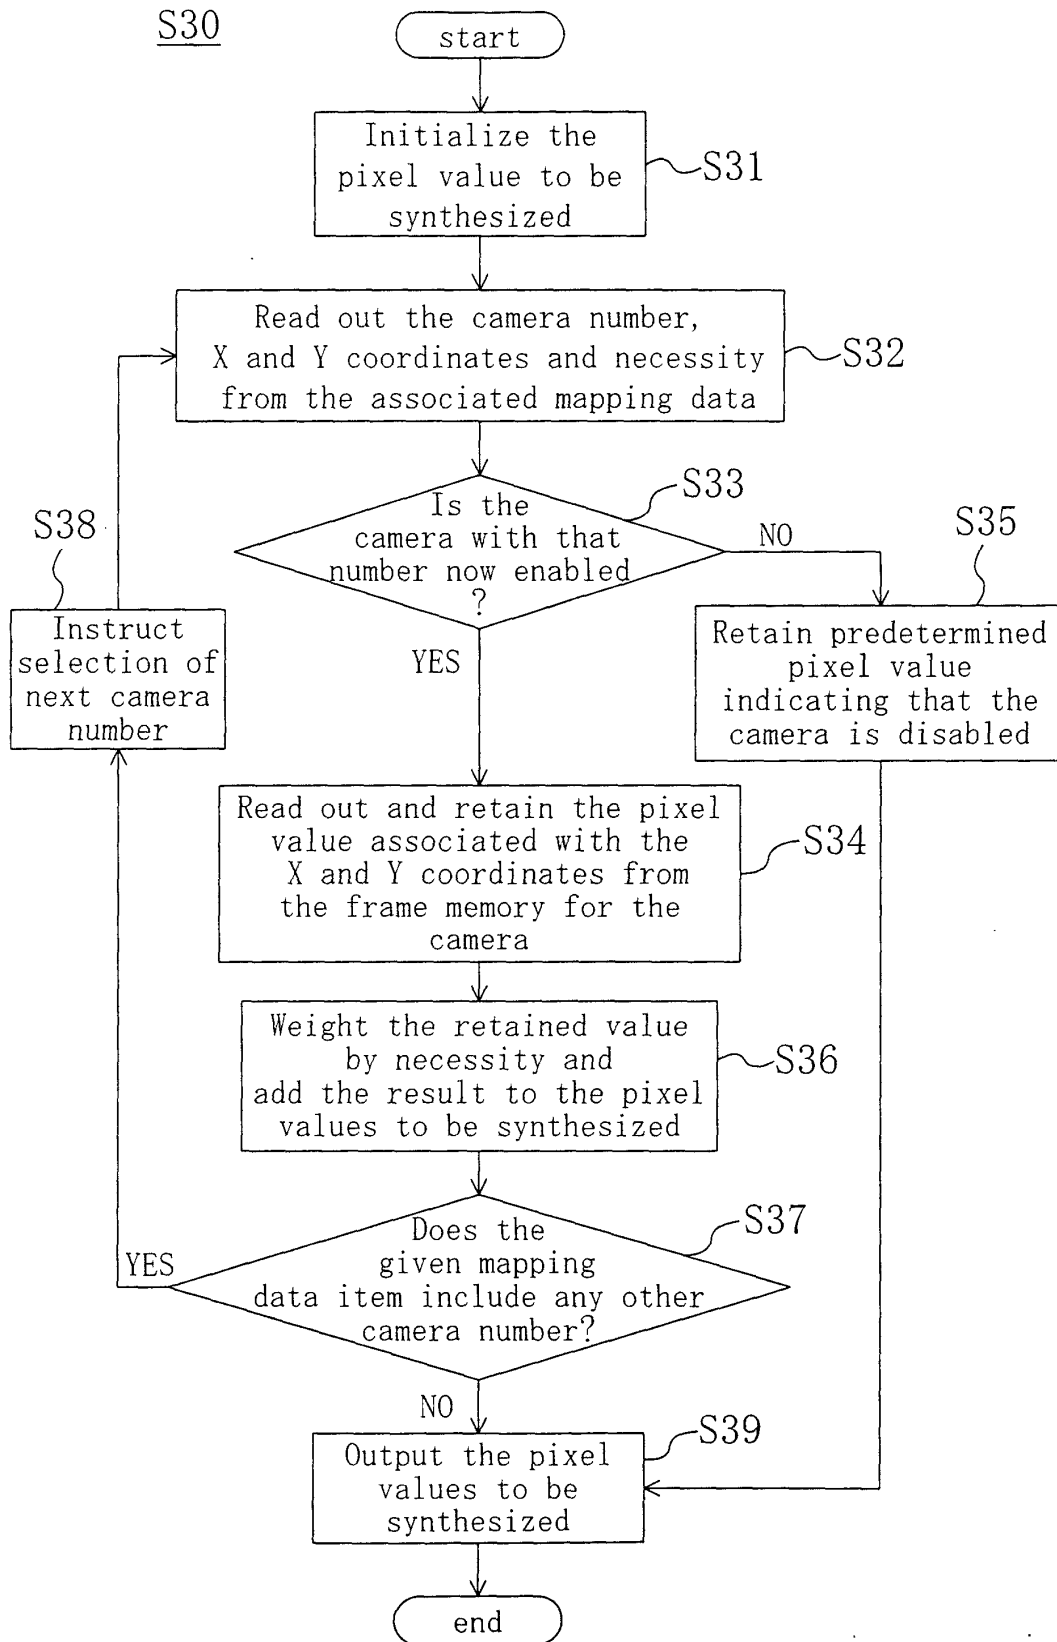 S30
start
Initialize the
pixel value to be
synthesized
S31
Read out the camera number,
X and Y coordinates and necessity
from the associated mapping data
S32
Is the
camera with that
number now enabled
?
S33
NO
YES
S35
Retain predetermined
pixel value
indicating that the
camera is disabled
S38
Instruct
selection of
next camera
number
Read out and retain the pixel
value associated with the
X and Y coordinates from
the frame memory for the
camera
S34
Weight the retained value
by necessity and
add the result to the pixel
values to be synthesized
S36
Does the
given mapping
data item include any other
camera number?
S37
YES
NO
Output the pixel
values to be
synthesized
S39
end